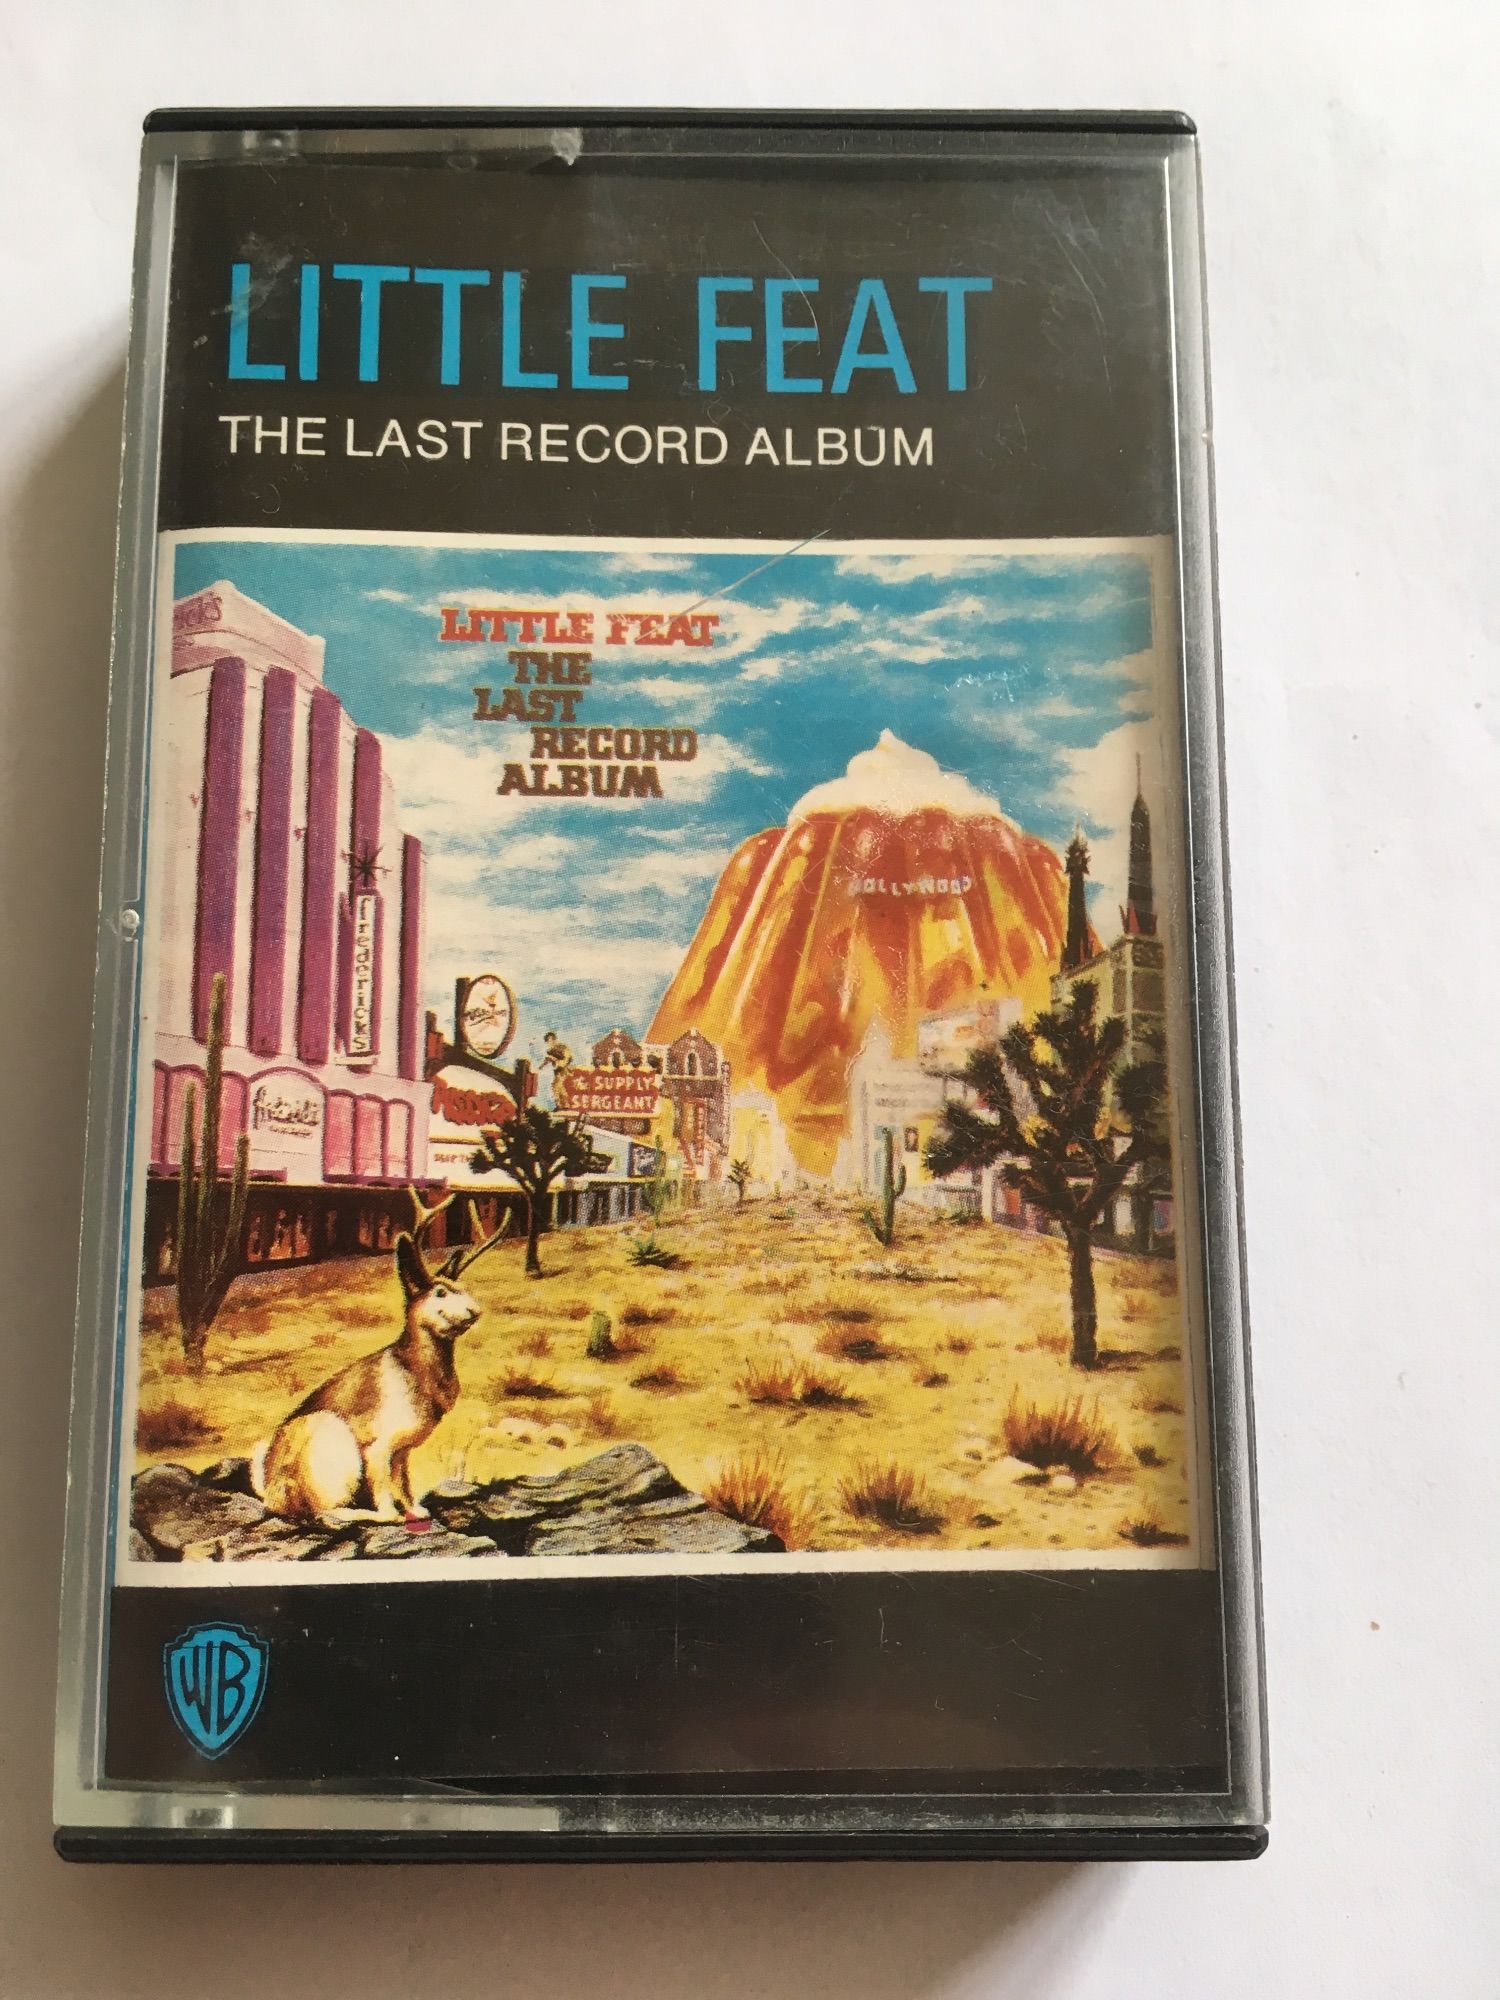 LITTLE FEAT
THE LAST RECORD ALBUM
LITTLE FEAT
THE
LAST
RECORD
ALBUM
HOLLYWOOD
fredericks
The SUPPLY
SERGEANT
WB